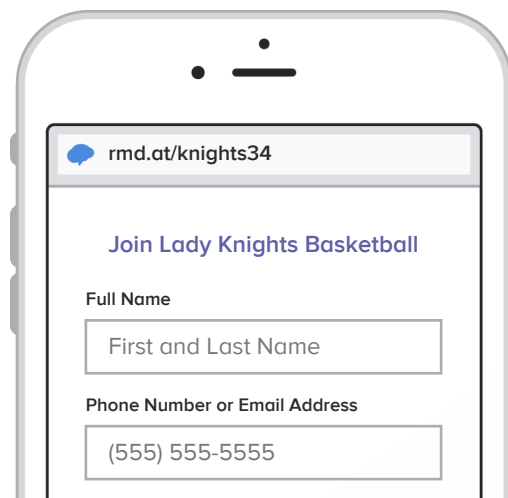 rmd.at/knights34
Join Lady Knights Basketball
Full Name
First and Last Name
Phone Number or Email Address
(555) 555-5555